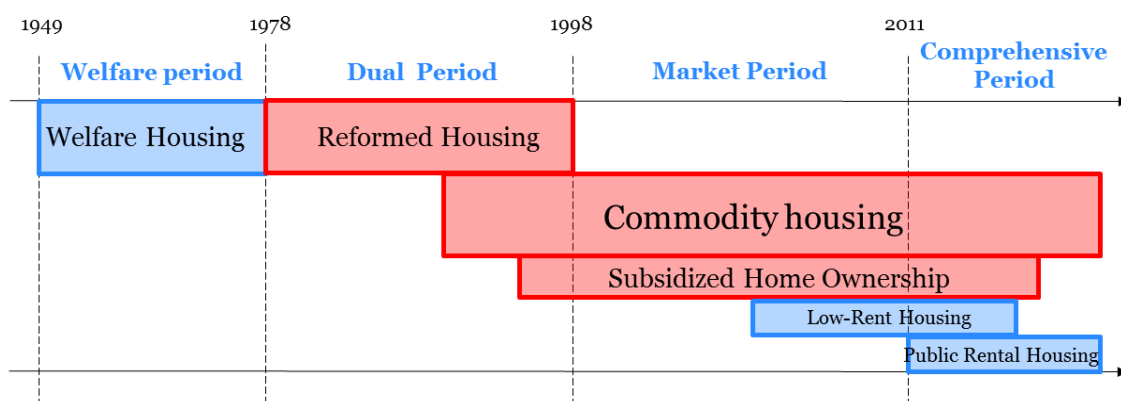 1949 1978 1998 2011
Welfare period Dual Period Market Period Comprehensive
Period
Welfare Housing Reformed Housing
Commodity housing
Subsidized Home Ownership
Low-Rent Housing
Public Rental Housing